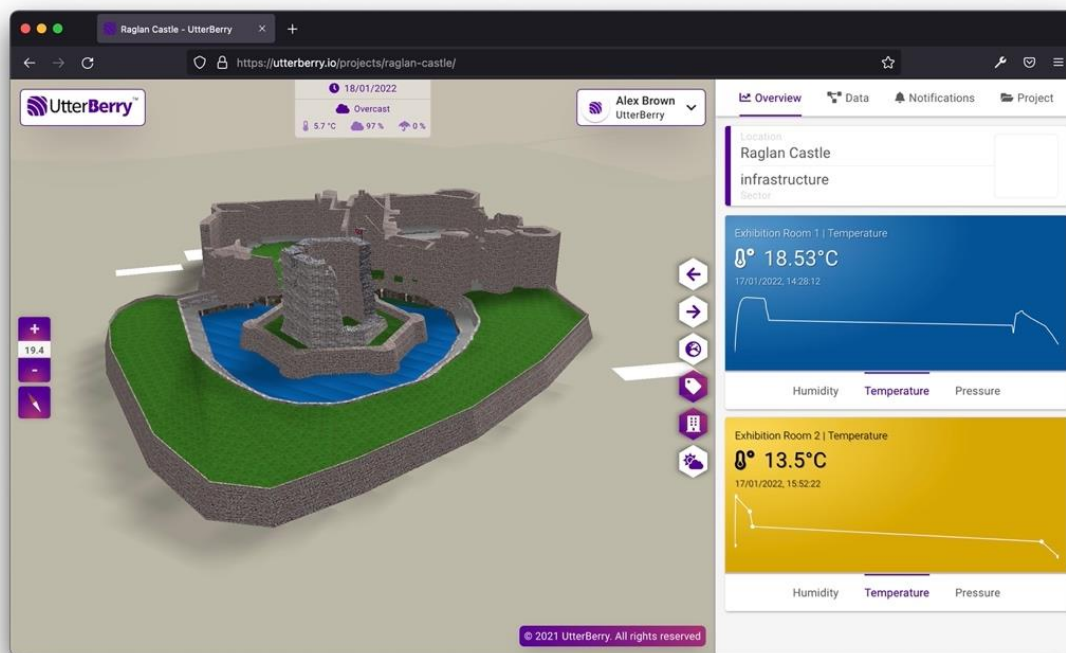 Raglan Castle - UtterBerry
https://utterberry.io/projects/raglan-castle/
UtterBerry™
18/01/2022
Overcast
5.7 °C 97 % 0 %
Alex Brown
UtterBerry
+
19.4
-
© 2021 UtterBerry. All rights reserved
Overview Data Notifications Project
Location
Raglan Castle
infrastructure
Sector
Exhibition Room 1 | Temperature
18.53°C
17/01/2022, 14:28:12
Humidity Temperature Pressure
Exhibition Room 2 | Temperature
13.5°C
17/01/2022, 15:52:22
Humidity Temperature Pressure